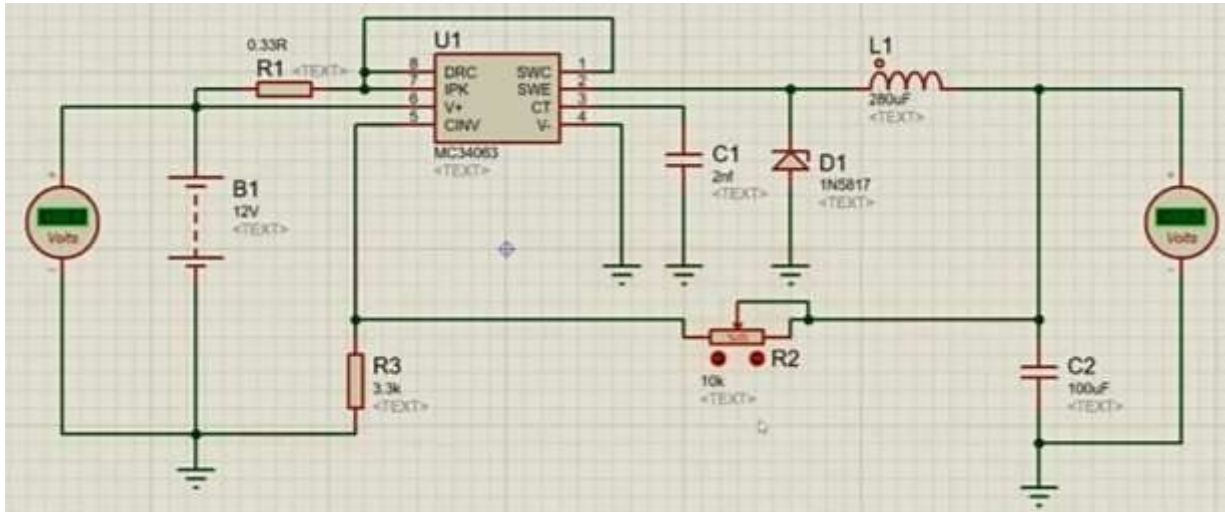 0.33R
R1
<TEXT>
U1
8 DRC SWC 1
7 IPK SWE 2
6 V+ CT 3
5 CINV V- 4
MC34063
<TEXT>
L1
280uF
<TEXT>
B1
12V
<TEXT>
C1
2nf
<TEXT>
D1
1N5817
<TEXT>
+
Volts
-
+
Volts
-
R3
3.3k
<TEXT>
R2
10k
<TEXT>
C2
100uF
<TEXT>